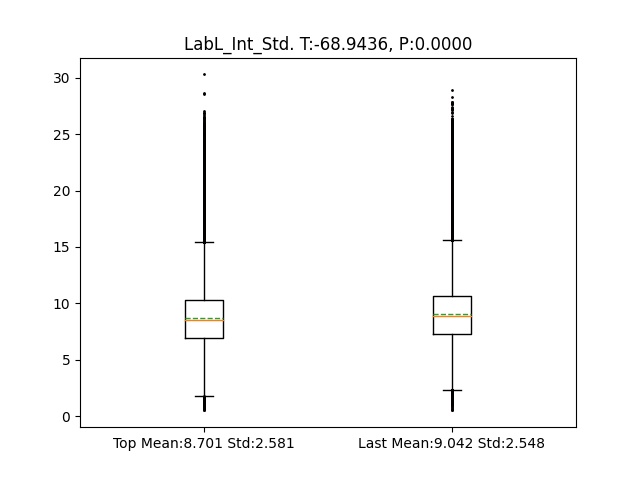 LabL_Int_Std. T:-68.9436, P:0.0000
30
25
20
15
10
5
0
Top Mean:8.701 Std:2.581
Last Mean:9.042 Std:2.548